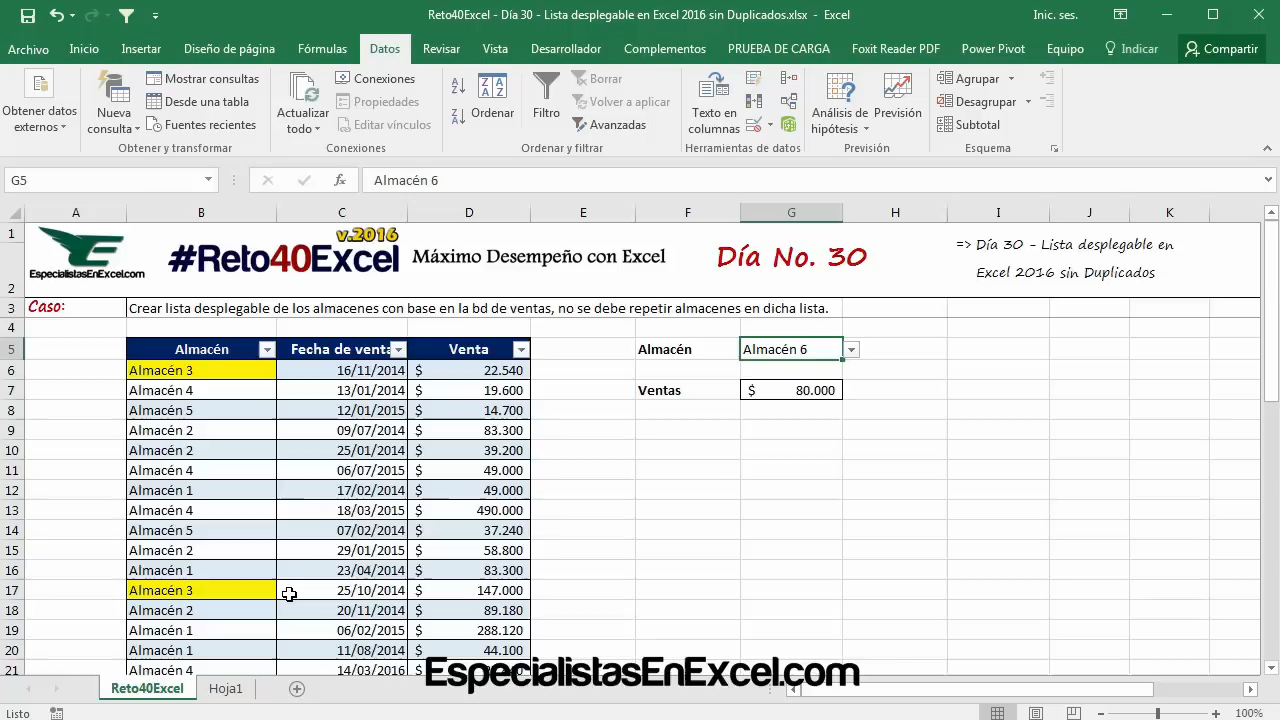 Reto40Excel - Día 30 - Lista desplegable en Excel 2016 sin Duplicados.xlsx - Excel
Inic. ses.
Archivo Inicio Insertar Diseño de página Fórmulas Datos Revisar Vista Desarrollador Complementos PRUEBA DE CARGA Foxit Reader PDF Power Pivot Equipo Indicar Compartir
Obtener datos externos
Nueva consulta
Mostrar consultas
Desde una tabla
Fuentes recientes
Obtener y transformar
Actualizar todo
Conexiones
Propiedades
Editar vínculos
Conexiones
Ordenar
Filtro
Borrar
Volver a aplicar
Avanzadas
Ordenar y filtrar
Texto en columnas
Herramientas de datos
Análisis de hipótesis
Previsión
Previsión
Agrupar
Desagrupar
Subtotal
Esquema
G5 fx Almacén 6
A B C D E F G H I J K
1
2
EspecialistasEnExcel.com
v.2016
#Reto40Excel
Máximo Desempeño con Excel
Día No. 30
=> Día 30 - Lista desplegable en
Excel 2016 sin Duplicados
3 Caso: Crear lista desplegable de los almacenes con base en la bd de ventas, no se debe repetir almacenes en dicha lista.
4
5 Almacén Fecha de venta Venta Almacén Almacén 6
6 Almacén 3 16/11/2014 $ 22.540
7 Almacén 4 13/01/2014 $ 19.600 Ventas $ 80.000
8 Almacén 5 12/01/2015 $ 14.700
9 Almacén 2 09/07/2014 $ 83.300
10 Almacén 2 25/01/2014 $ 39.200
11 Almacén 4 06/07/2015 $ 49.000
12 Almacén 1 17/02/2014 $ 49.000
13 Almacén 4 18/03/2015 $ 490.000
14 Almacén 5 07/02/2014 $ 37.240
15 Almacén 2 29/01/2015 $ 58.800
16 Almacén 1 23/04/2014 $ 83.300
17 Almacén 3 25/10/2014 $ 147.000
18 Almacén 2 20/11/2014 $ 89.180
19 Almacén 1 06/02/2015 $ 288.120
20 Almacén 1 11/08/2014 $ 44.100
21 Almacén 4 14/03/2016
EspecialistasEnExcel.com
Reto40Excel Hoja1
Listo 100%